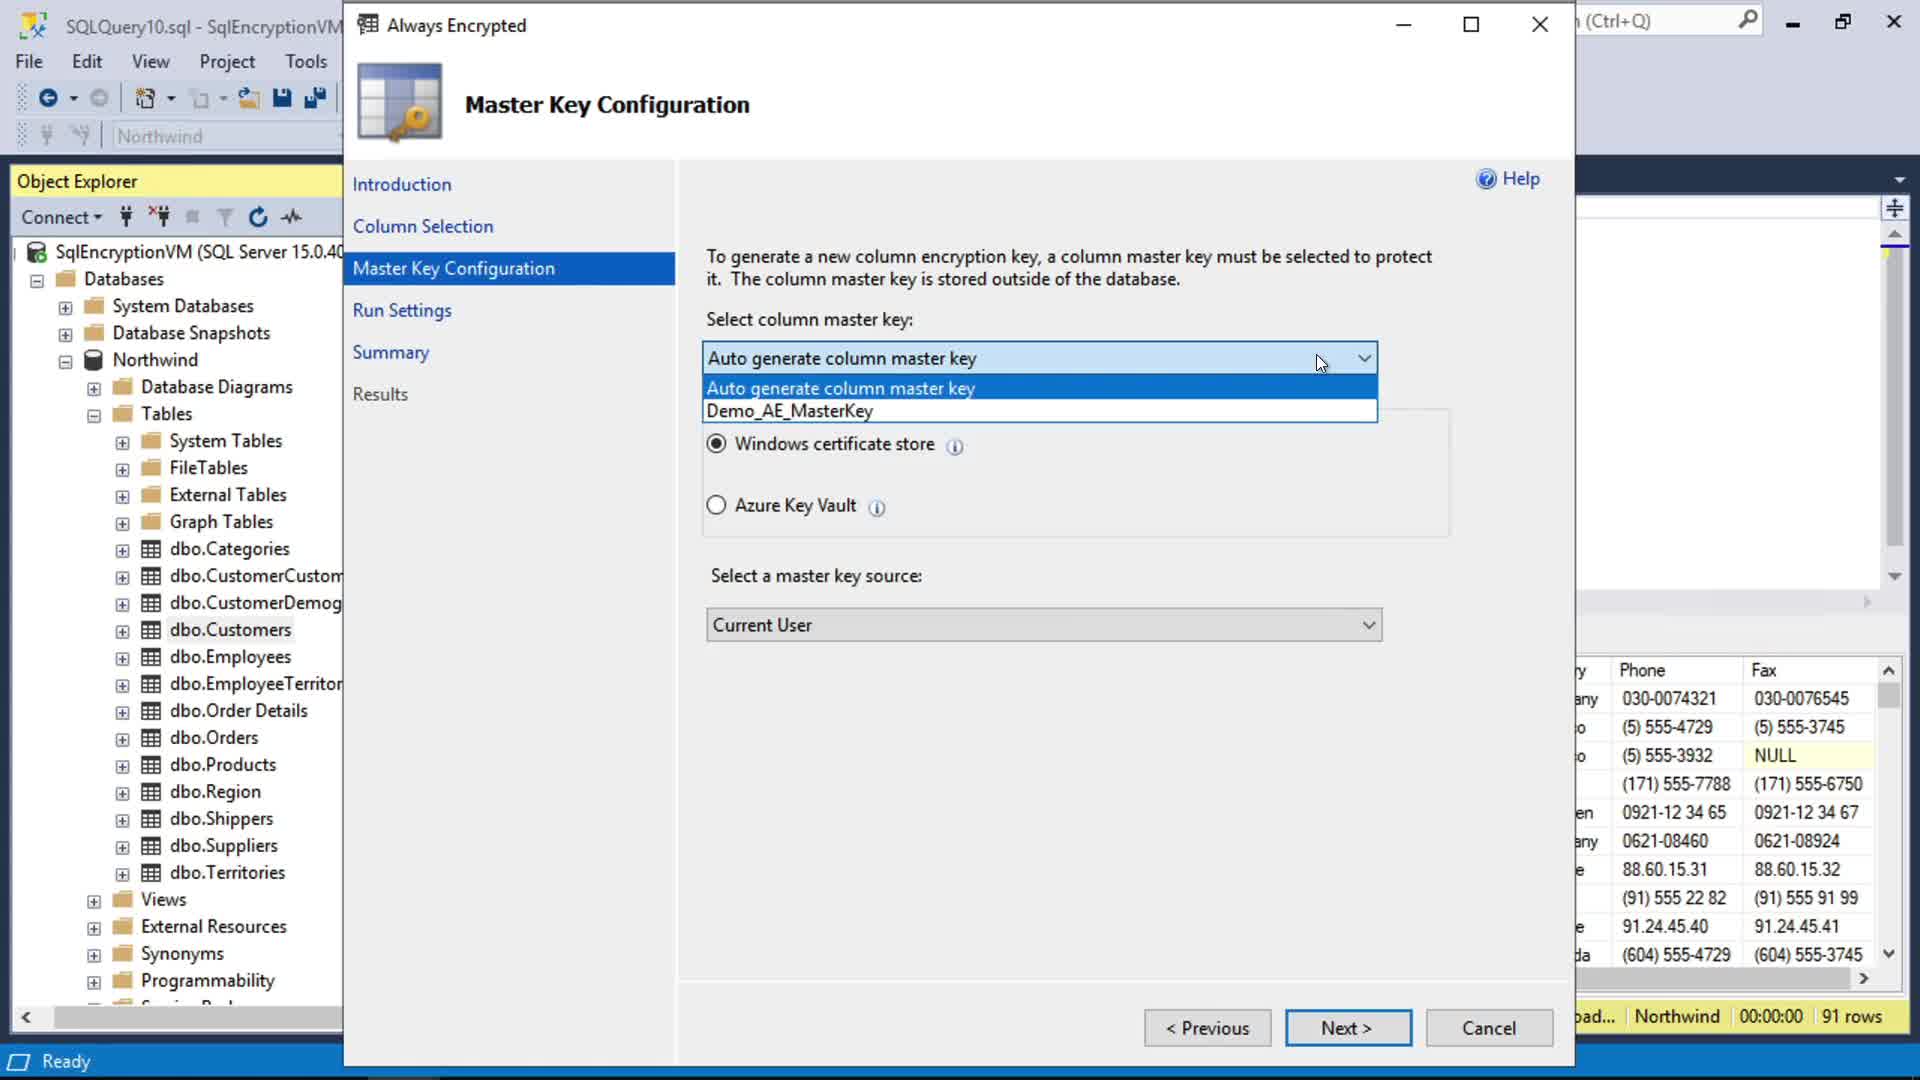 SQLQuery10.sql - SqlEncryptionVM
Always Encrypted
(Ctrl+Q)
File Edit View Project Tools
Northwind
Master Key Configuration
Object Explorer
Connect
SqlEncryptionVM (SQL Server 15.0.40
Databases
System Databases
Database Snapshots
Northwind
Database Diagrams
Tables
System Tables
FileTables
External Tables
Graph Tables
dbo.Categories
dbo.CustomerCustom
dbo.CustomerDemog
dbo.Customers
dbo.Employees
dbo.EmployeeTerritor
dbo.Order Details
dbo.Orders
dbo.Products
dbo.Region
dbo.Shippers
dbo.Suppliers
dbo.Territories
Views
External Resources
Synonyms
Programmability
Introduction
Column Selection
Master Key Configuration
Run Settings
Summary
Results
Help
To generate a new column encryption key, a column master key must be selected to protect
it. The column master key is stored outside of the database.
Select column master key:
Auto generate column master key
Auto generate column master key
Demo_AE_MasterKey
Windows certificate store
Azure Key Vault
Select a master key source:
Current User
< Previous Next > Cancel
ry Phone Fax
any 030-0074321 030-0076545
o (5) 555-4729 (5) 555-3745
o (5) 555-3932 NULL
(171) 555-7788 (171) 555-6750
en 0921-12 34 65 0921-12 34 67
any 0621-08460 0621-08924
e 88.60.15.31 88.60.15.32
(91) 555 22 82 (91) 555 91 99
e 91.24.45.40 91.24.45.41
da (604) 555-4729 (604) 555-3745
oad... Northwind 00:00:00 91 rows
Ready